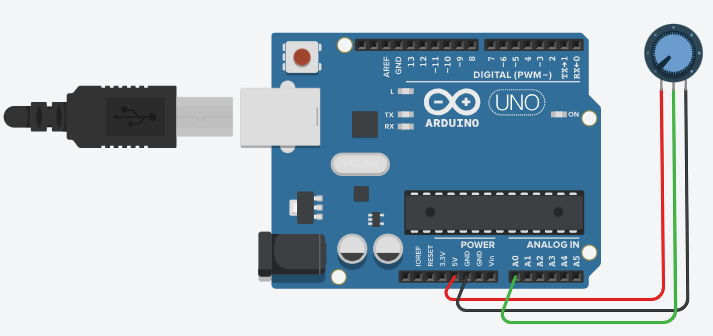 AREF
GND
13
12
~11
~10
~9
8
7
~6
~5
4
~3
2
TX→1
RX←0
DIGITAL (PWM~)
L
TX
RX
UNO
ARDUINO
ON
POWER
ANALOG IN
IOREF
RESET
3.3V
5V
GND
GND
Vin
A0
A1
A2
A3
A4
A5